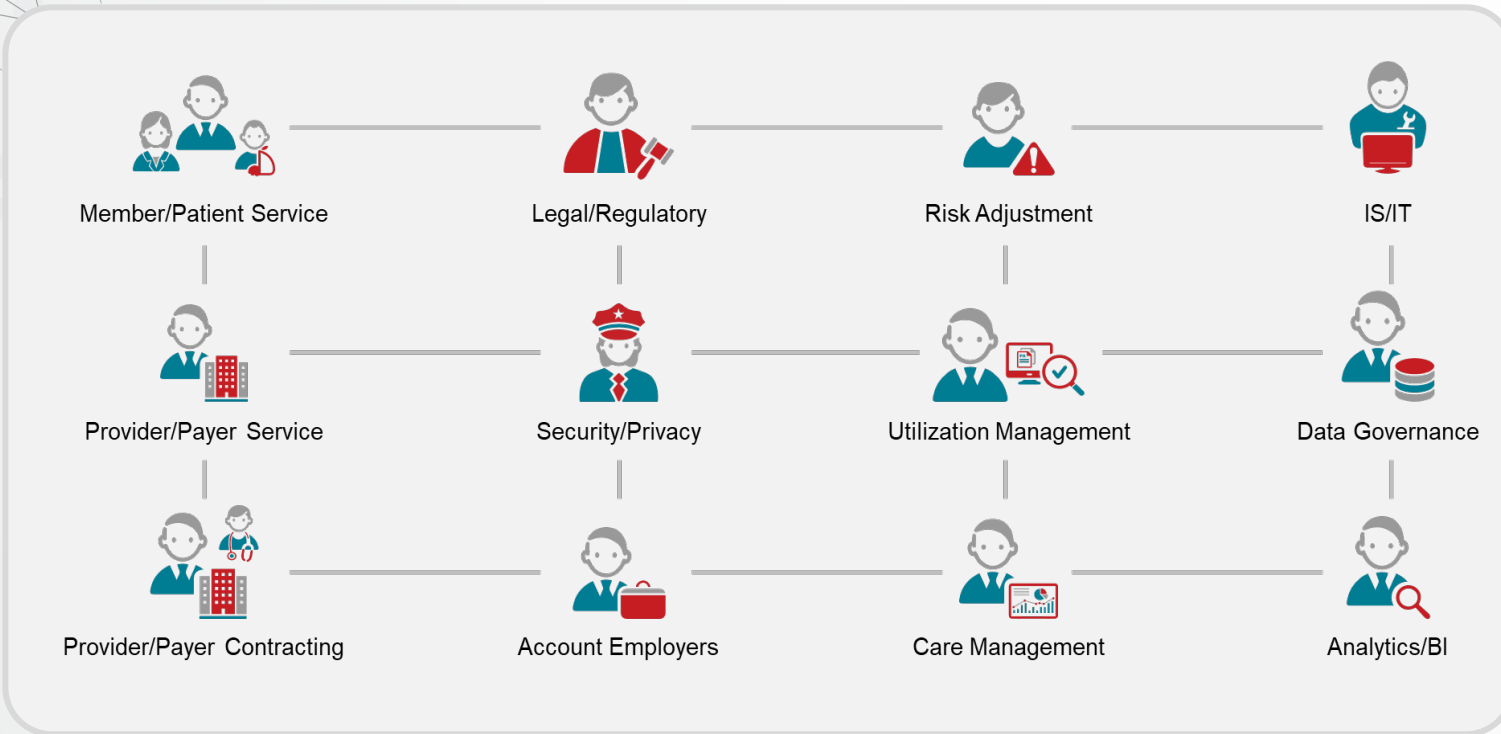 Member/Patient Service
Legal/Regulatory
Risk Adjustment
IS/IT
Provider/Payer Service
Security/Privacy
Utilization Management
Data Governance
Provider/Payer Contracting
Account Employers
Care Management
Analytics/BI